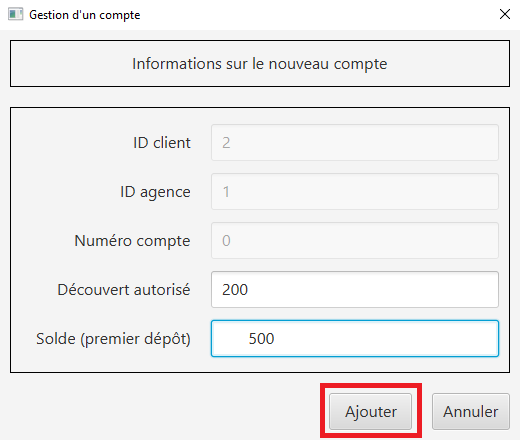 Gestion d'un compte
Informations sur le nouveau compte
ID client 2
ID agence 1
Numéro compte 0
Découvert autorisé 200
Solde (premier dépôt) 500
Ajouter Annuler